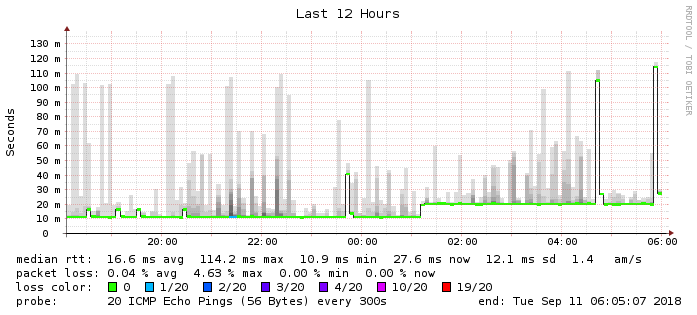 Last 12 Hours
RRDTOOL / TOBI OETIKER
Seconds
130 m
120 m
110 m
100 m
90 m
80 m
70 m
60 m
50 m
40 m
30 m
20 m
10 m
0
20:00 22:00 00:00 02:00 04:00 06:00
median rtt: 16.6 ms avg 114.2 ms max 10.9 ms min 27.6 ms now 12.1 ms sd 1.4 am/s
packet loss: 0.04 % avg 4.63 % max 0.00 % min 0.00 % now
loss color: 0 1/20 2/20 3/20 4/20 10/20 19/20
probe: 20 ICMP Echo Pings (56 Bytes) every 300s end: Tue Sep 11 06:05:07 2018